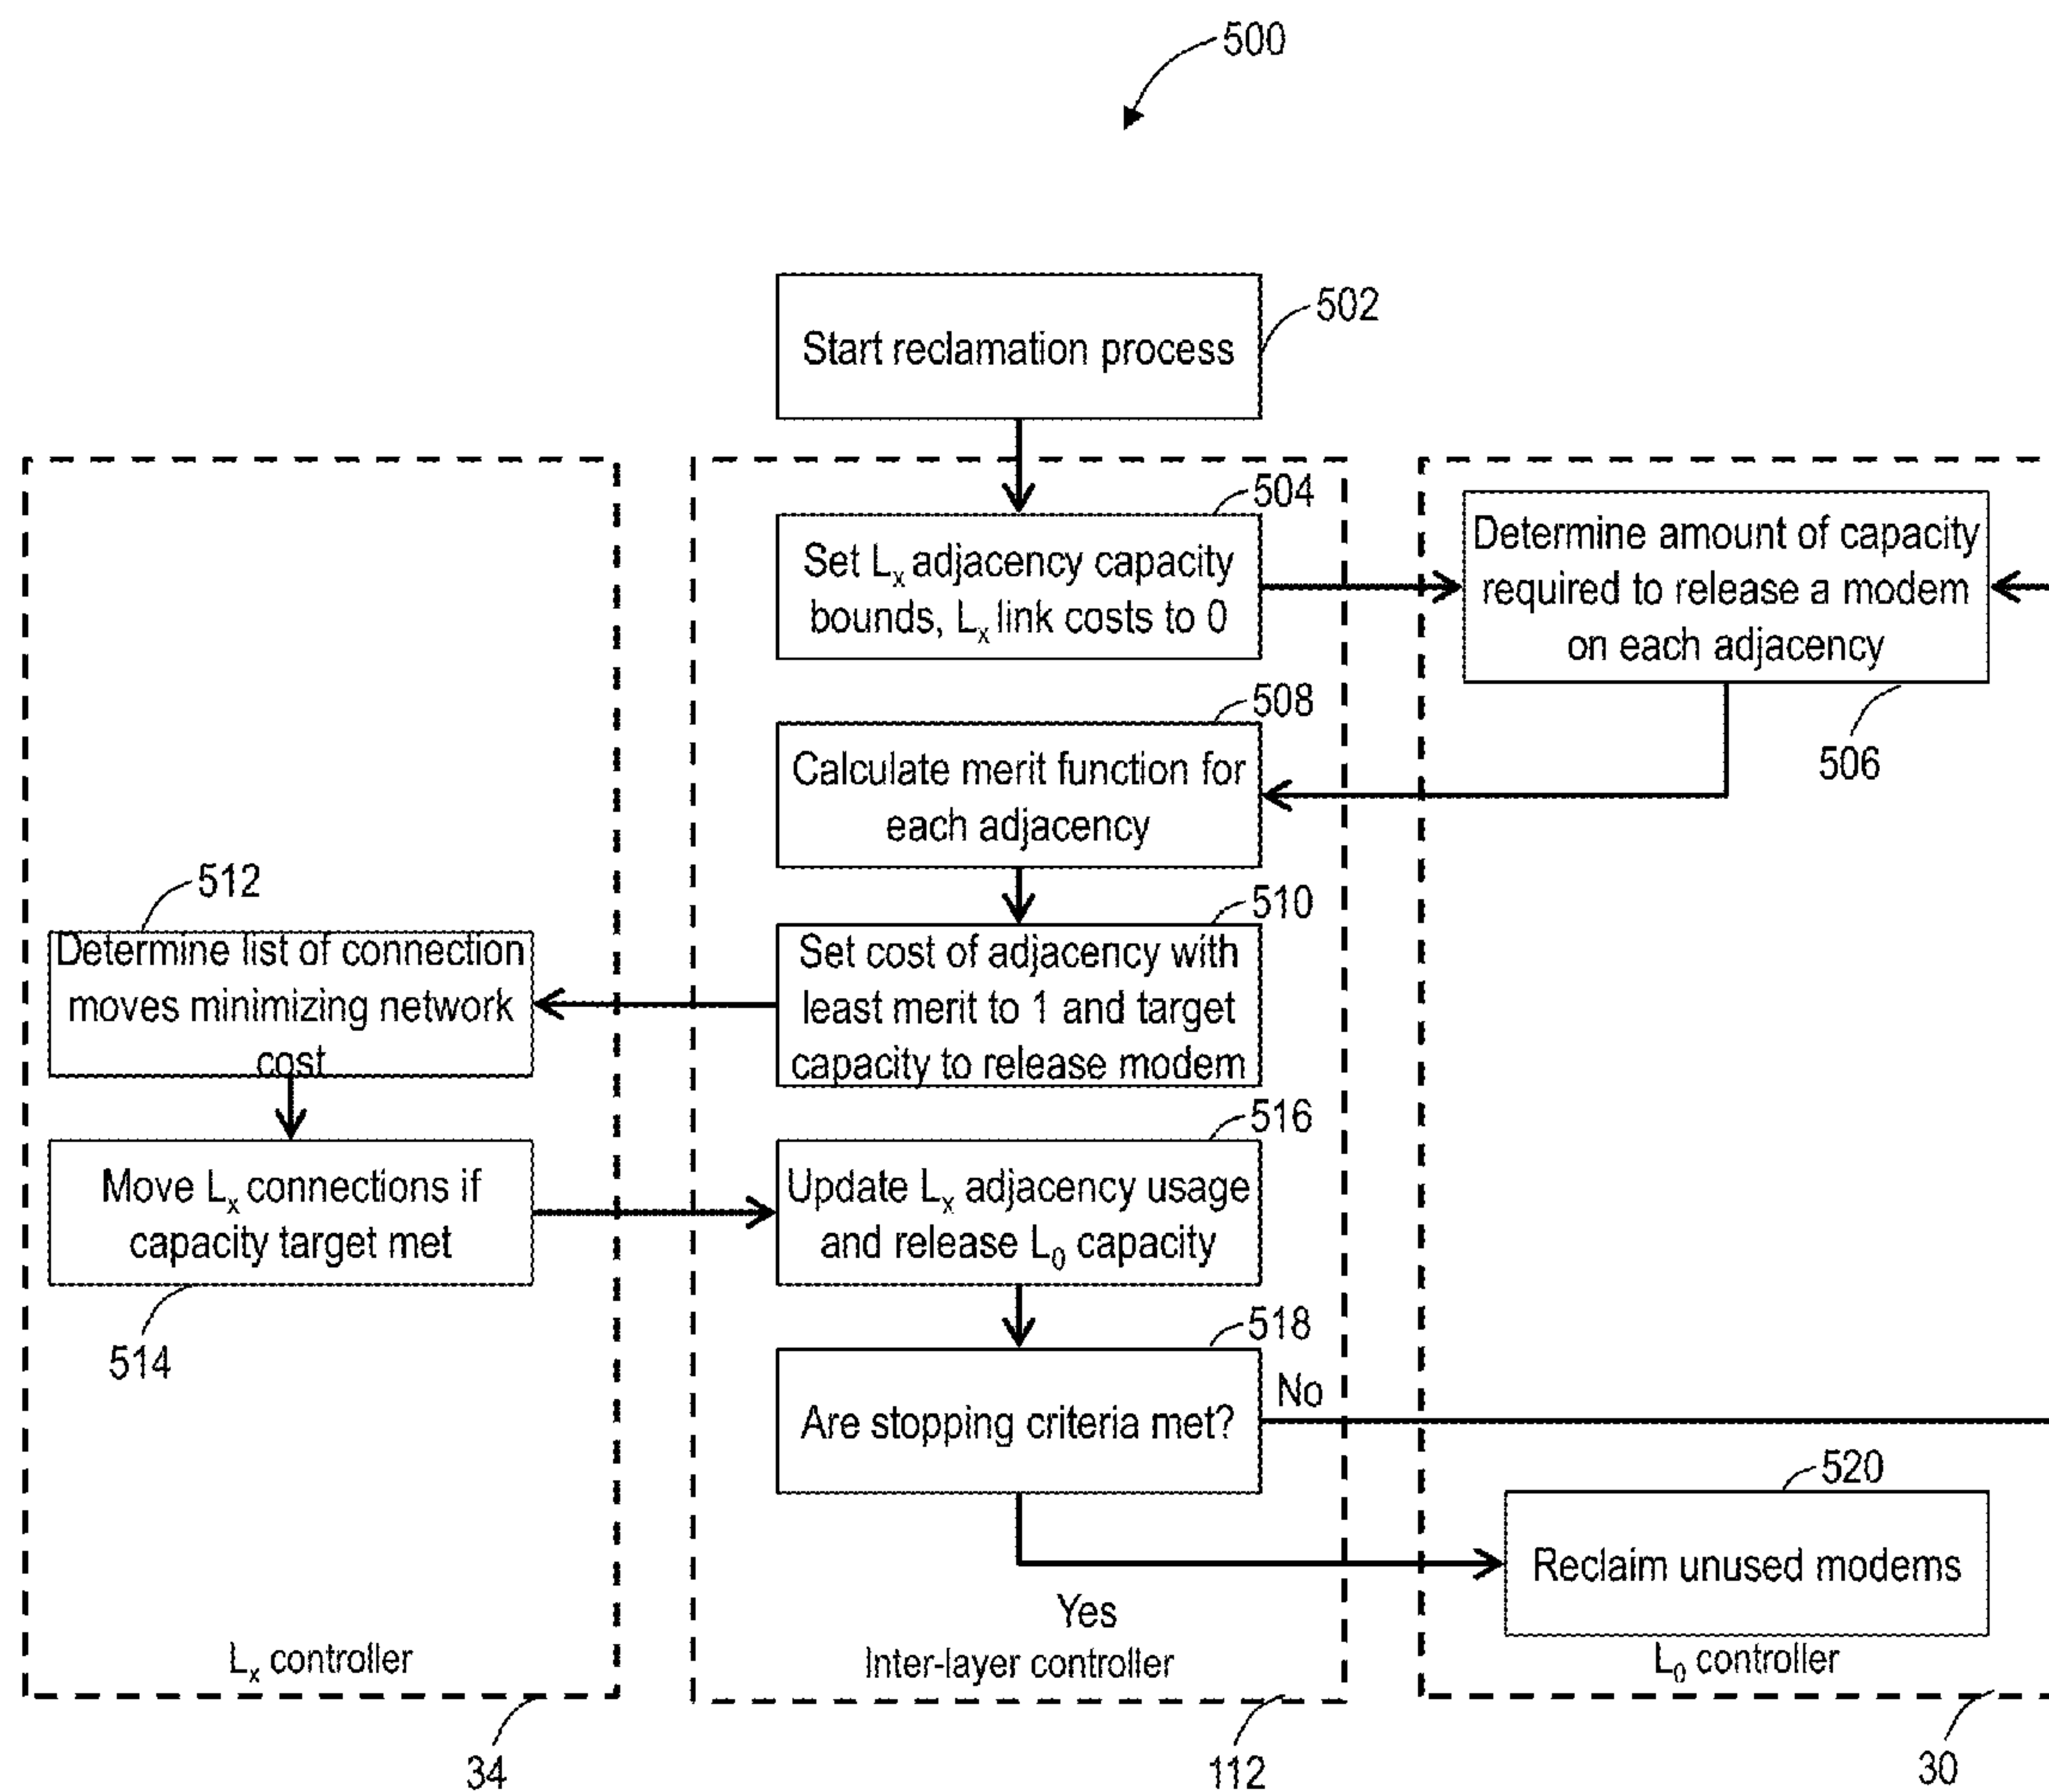 500
Start reclamation process
502
504
Set Lₓ adjacency capacity
bounds, Lₓ link costs to 0
Determine amount of capacity
required to release a modem
on each adjacency
506
508
Calculate merit function for
each adjacency
510
Set cost of adjacency with
least merit to 1 and target
capacity to release modem
512
Determine list of connection
moves minimizing network
cost
Move Lₓ connections if
capacity target met
514
516
Update Lₓ adjacency usage
and release L₀ capacity
518
Are stopping criteria met?
No
Yes
520
Reclaim unused modems
Lₓ controller
Inter-layer controller
L₀ controller
34
112
30